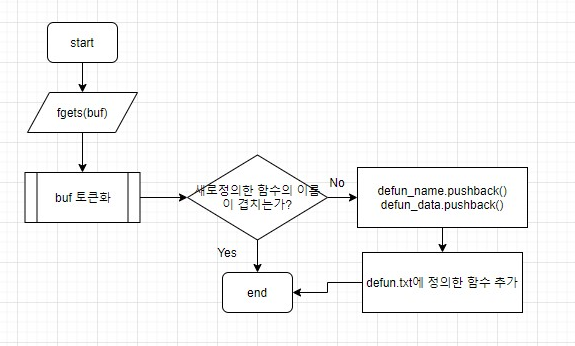 start
fgets(buf)
buf 토큰화
새로정의한 함수의 이름
이 겹치는가?
No
defun_name.pushback()
defun_data.pushback()
Yes
end
defun.txt에 정의한 함수 추가